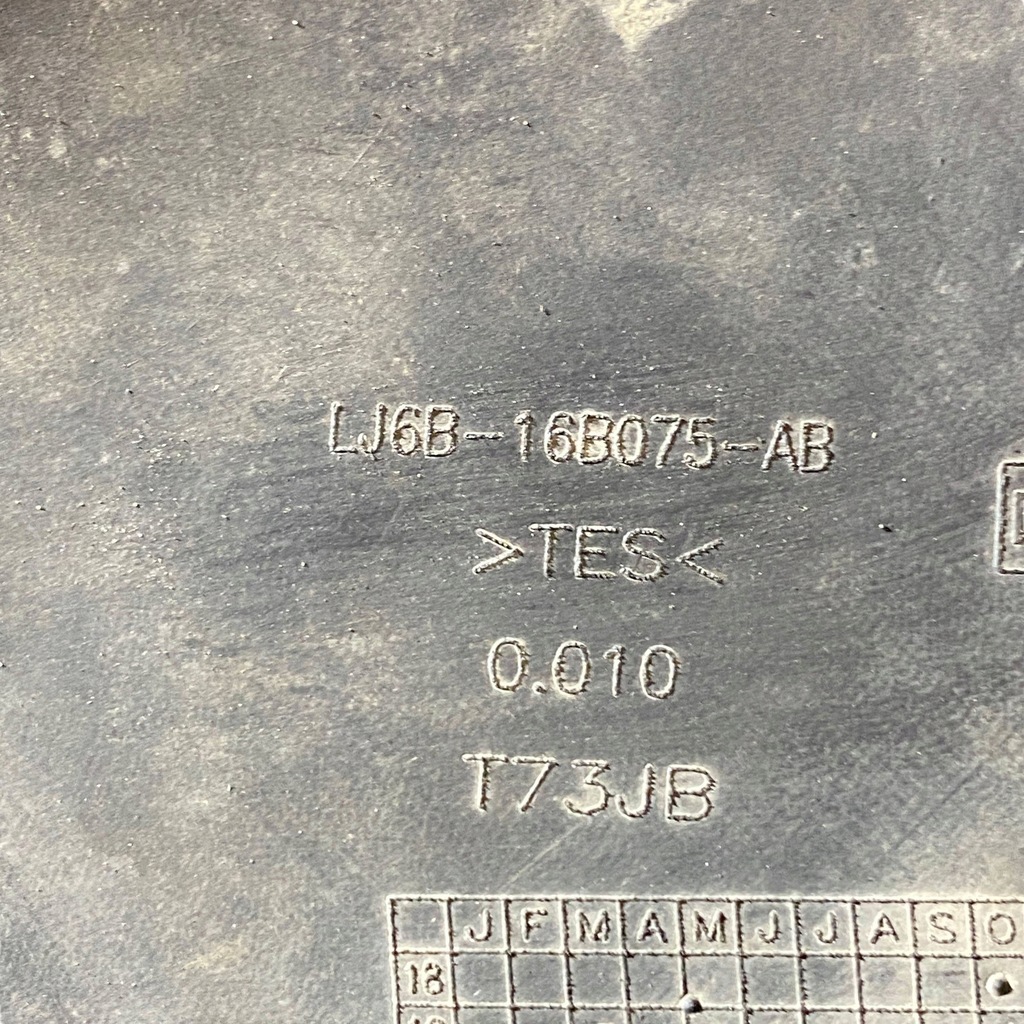 LJ6B-16B075-AB
>TES<
0.010
T73JB
J F M A M J J A S O
18